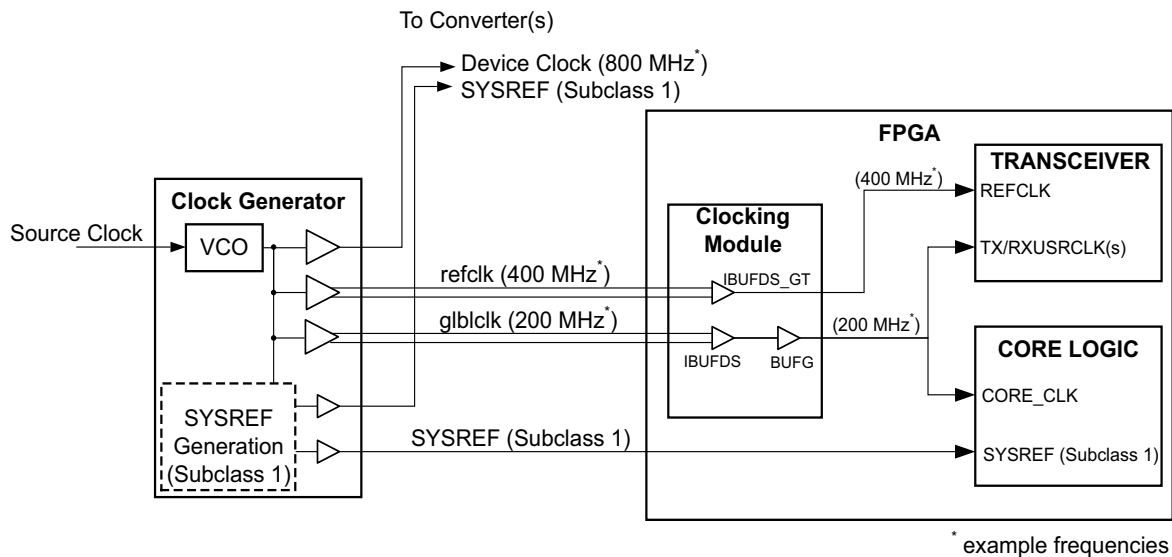 To Converter(s)
Device Clock (800 MHz*)
SYSREF (Subclass 1)
FPGA
TRANSCEIVER
(400 MHz*)
REFCLK
Clock Generator
Clocking
Module
Source Clock
VCO
TX/RXUSRCLK(s)
refclk (400 MHz*)
IBUFDS_GT
glblclk (200 MHz*)
(200 MHz*)
IBUFDS
BUFG
CORE LOGIC
CORE_CLK
SYSREF
Generation
(Subclass 1)
SYSREF (Subclass 1)
SYSREF (Subclass 1)
* example frequencies